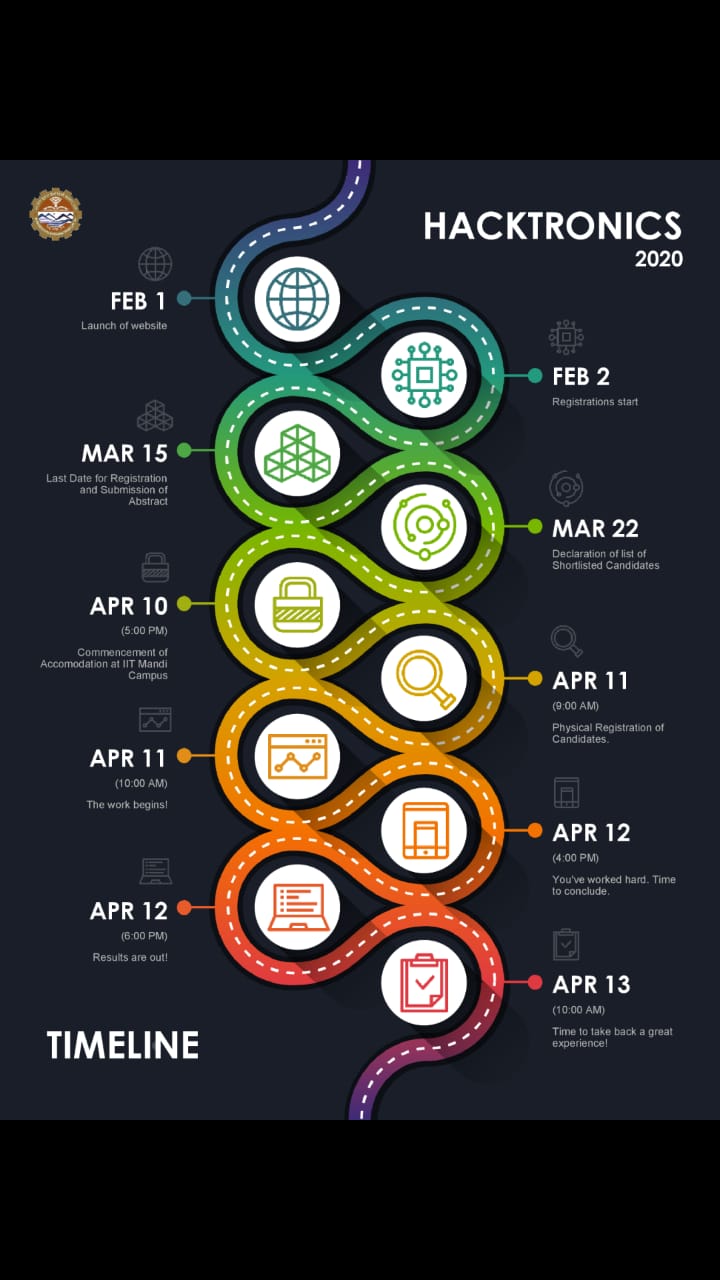 HACKTRONICS
2020
FEB 1
Launch of website
FEB 2
Registrations start
MAR 15
Last Date for Registration
and Submission of
Abstract
MAR 22
Declaration of list of
Shortlisted Candidates
APR 10
(5:00 PM)
Commencement of
Accomodation at IIT Mandi
Campus
APR 11
(9:00 AM)
Physical Registration of
Candidates.
APR 11
(10:00 AM)
The work begins!
APR 12
(4:00 PM)
You've worked hard. Time
to conclude.
APR 12
(6:00 PM)
Results are out!
APR 13
(10:00 AM)
Time to take back a great
experience!
TIMELINE